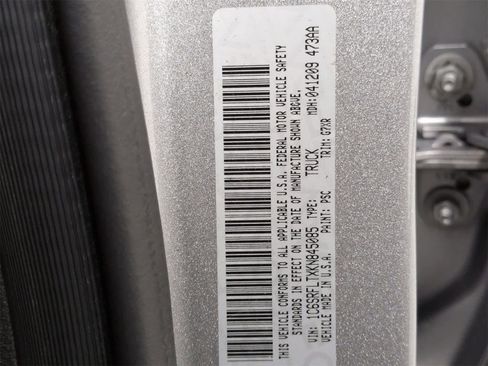 THIS VEHICLE CONFORMS TO ALL APPLICABLE U.S.A. FEDERAL MOTOR VEHICLE SAFETY
STANDARDS IN EFFECT ON THE DATE OF MANUFACTURE SHOWN ABOVE.
VIN: 1C6SRFLTXKN845085 TYPE: TRUCK MDH:041209 473AA
VEHICLE MADE IN U.S.A. PAINT: PSC TRIM: G7XR